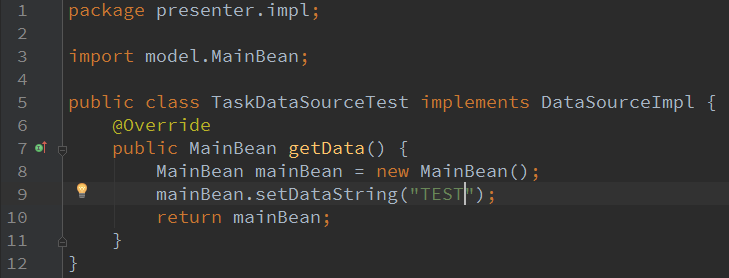 1 package presenter.impl;
2
3 import model.MainBean;
4
5 public class TaskDataSourceTest implements DataSourceImpl {
6     @Override
7     public MainBean getData() {
8         MainBean mainBean = new MainBean();
9         mainBean.setDataString("TEST");
10         return mainBean;
11     }
12 }